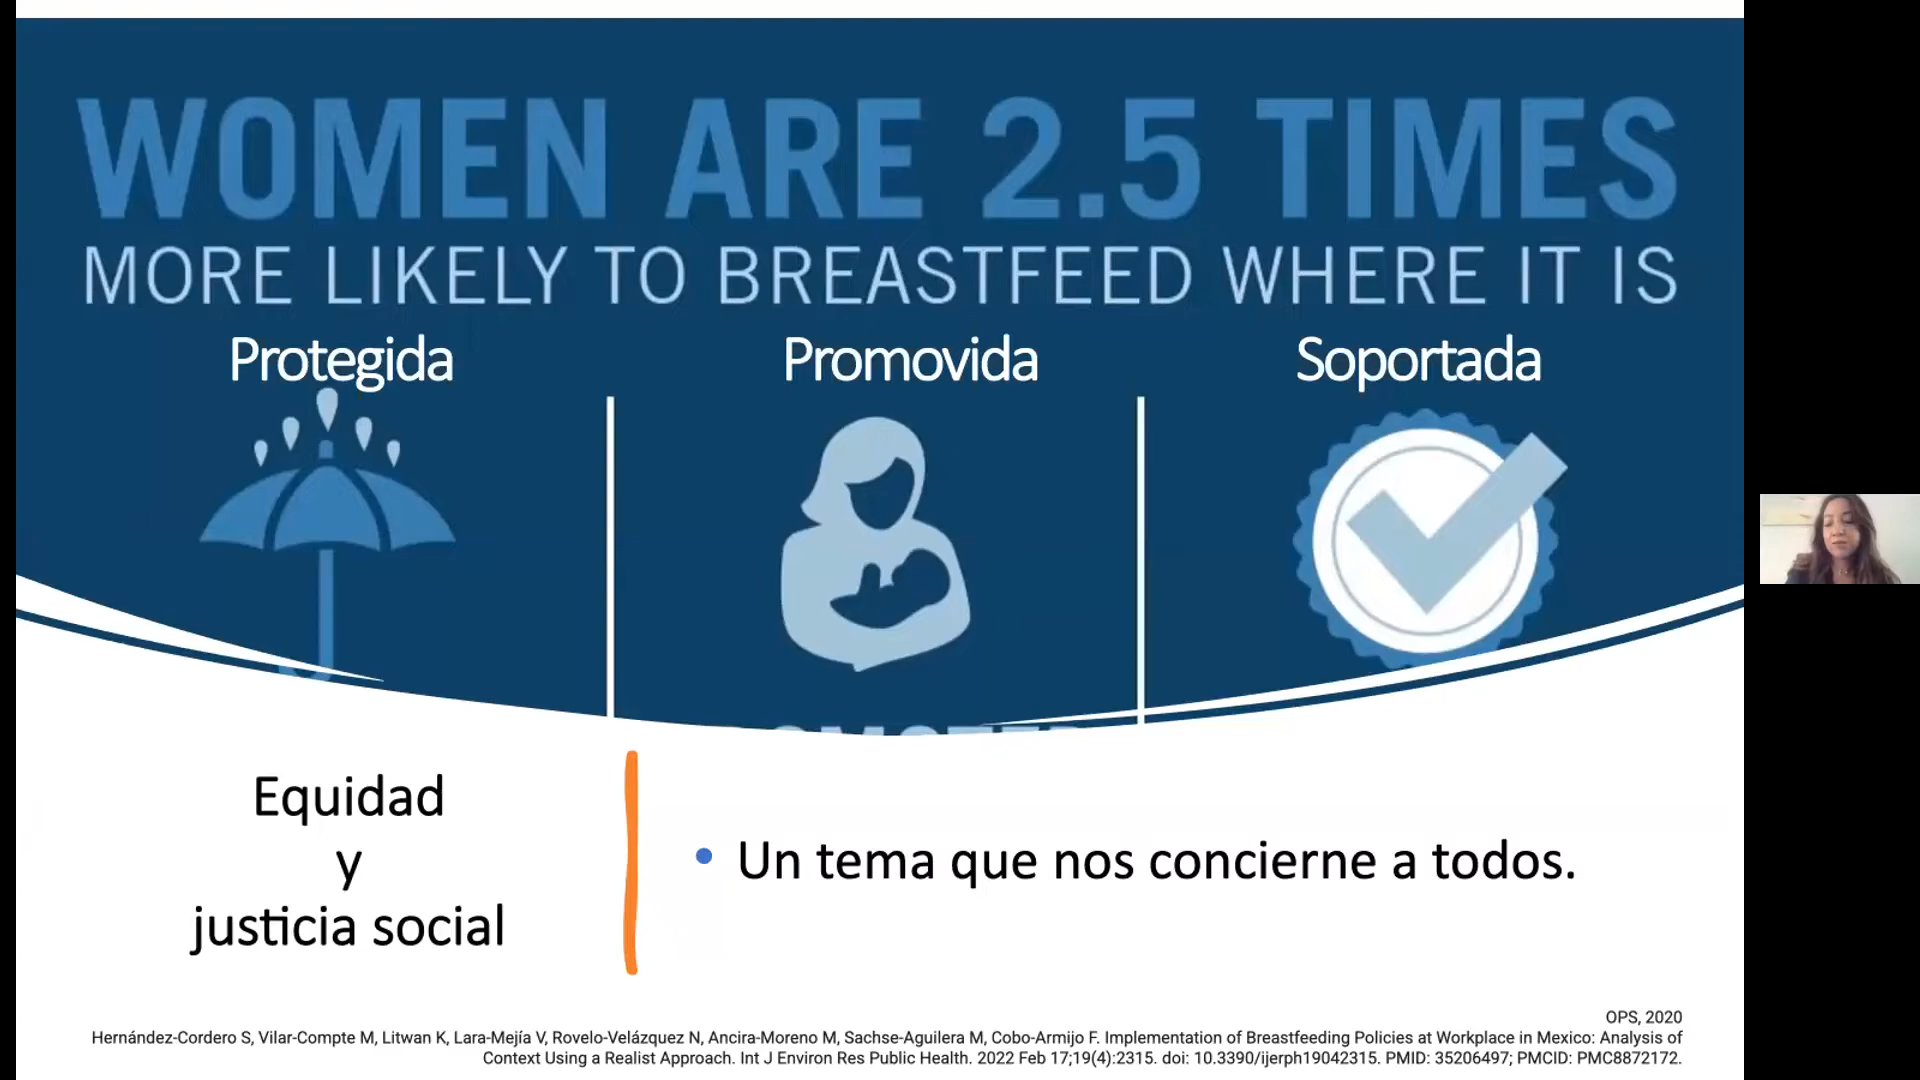 WOMEN ARE 2.5 TIMES
MORE LIKELY TO BREASTFEED WHERE IT IS
Protegida
Promovida
Soportada
Equidad
y
justicia social
• Un tema que nos concierne a todos.
OPS, 2020
Hernández-Cordero S, Vilar-Compte M, Litwan K, Lara-Mejía V, Rovelo-Velázquez N, Ancira-Moreno M, Sachse-Aguilera M, Cobo-Armijo F. Implementation of Breastfeeding Policies at Workplace in Mexico: Analysis of
Context Using a Realist Approach. Int J Environ Res Public Health. 2022 Feb 17;19(4):2315. doi: 10.3390/ijerph19042315. PMID: 35206497; PMCID: PMC8872172.